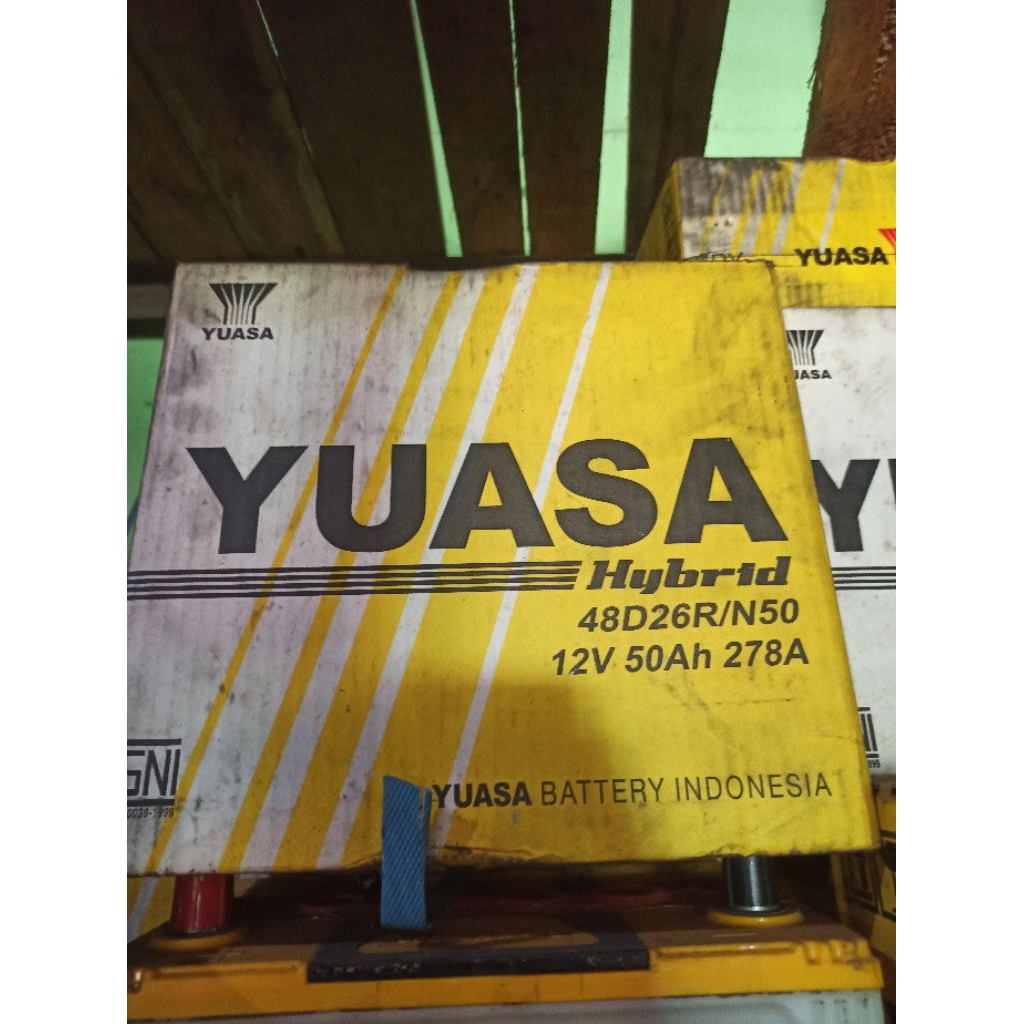 YUASA
YUASA
YUASA
YUASA
Hybrid
48D26R/N50
12V 50Ah 278A
SNI
YUASA BATTERY INDONESIA